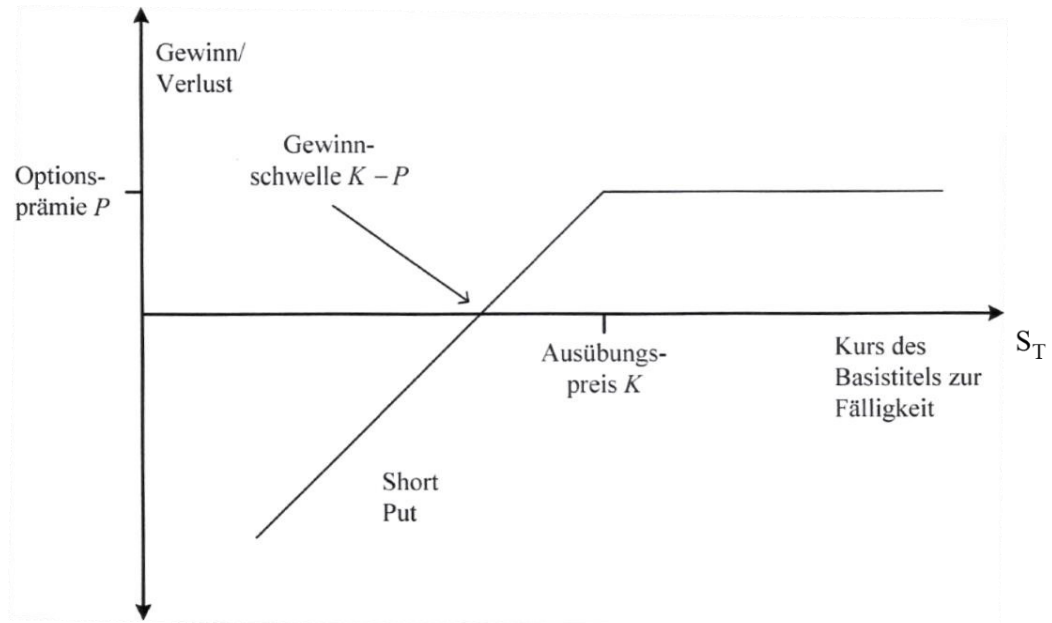 Gewinn/
Verlust
Gewinn-
schwelle K – P
Options-
prämie P
Ausübungs-
preis K
Kurs des
Basistitels zur
Fälligkeit
S_T
Short
Put